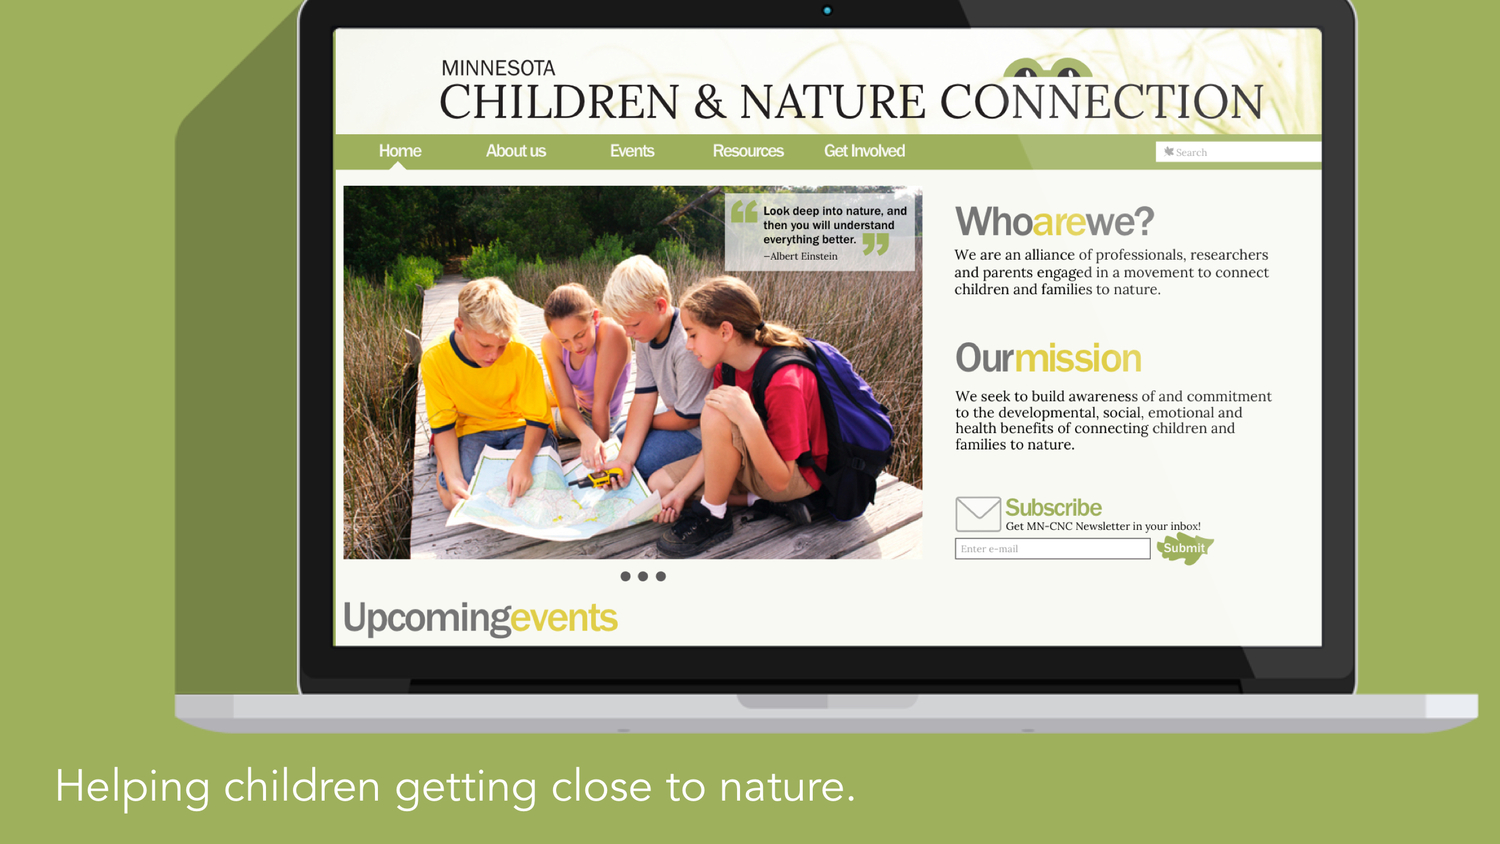 MINNESOTA
CHILDREN & NATURE CONNECTION
Home About us Events Resources Get Involved Search
Look deep into nature, and
then you will understand
everything better.
—Albert Einstein
Whoarewe?
We are an alliance of professionals, researchers
and parents engaged in a movement to connect
children and families to nature.
Ourmission
We seek to build awareness of and commitment
to the developmental, social, emotional and
health benefits of connecting children and
families to nature.
Subscribe
Get MN-CNC Newsletter in your inbox!
Enter e-mail Submit
Upcomingevents
Helping children getting close to nature.